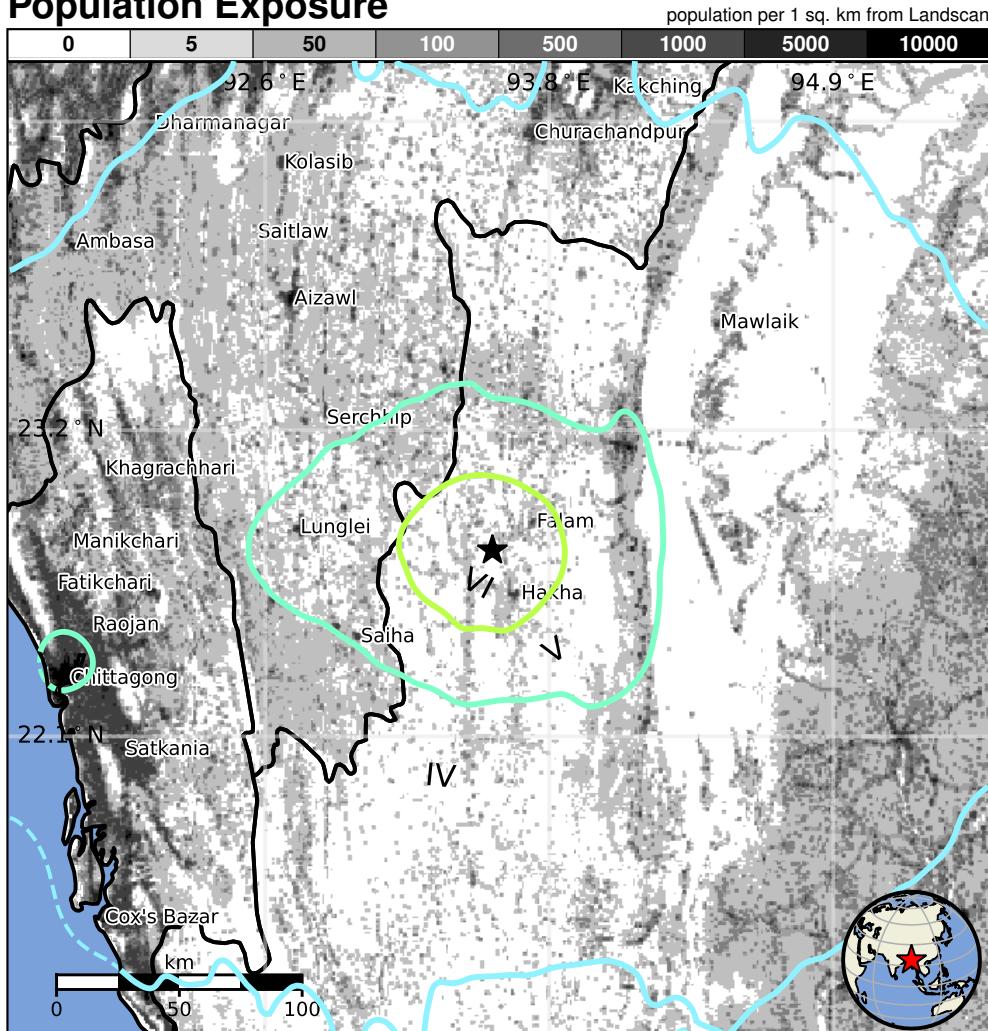 Population Exposure
population per 1 sq. km from Landscan
0 5 50 100 500 1000 5000 10000
92.6°E 93.8°E 94.9°E
Kakching
Dharmanagar
Churachandpur
Kolasib
Saitlaw
Ambasa
Aizawl
Mawlaik
Serchhip
23.2°N
Khagrachhari
Falam
Lunglei
Manikchari
VI
Fatikchari
Hakha
Raojan
Saiha
V
Chittagong
22.1°N
Satkania
IV
Cox's Bazar
km
0 50 100